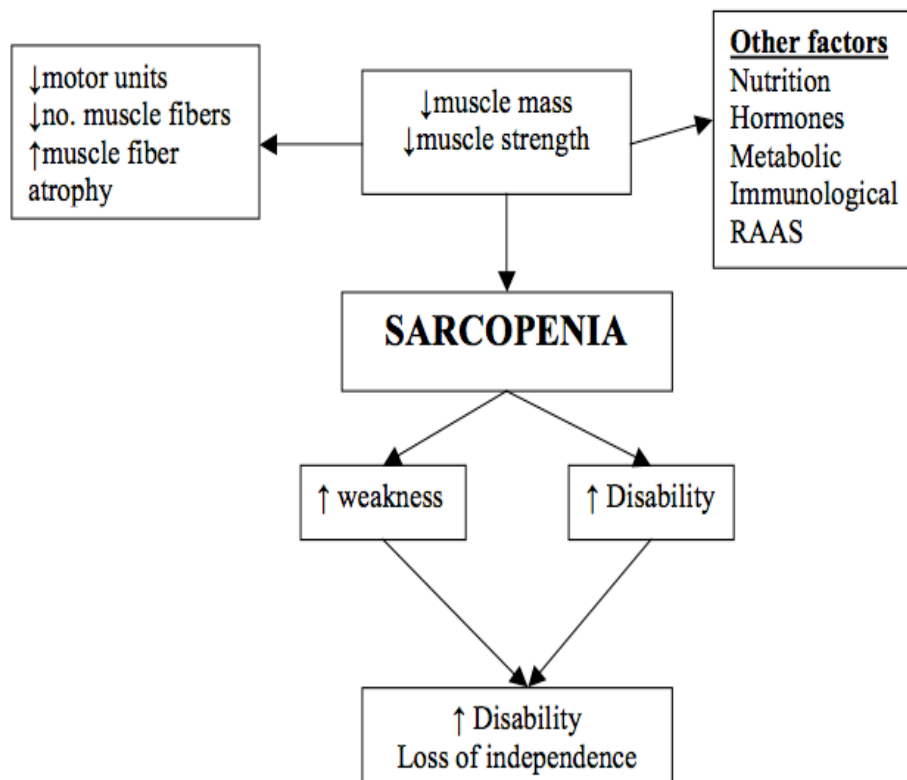 ↓motor units
↓no. muscle fibers
↑muscle fiber
atrophy
↓muscle mass
↓muscle strength
Other factors
Nutrition
Hormones
Metabolic
Immunological
RAAS
SARCOPENIA
↑ weakness
↑ Disability
↑ Disability
Loss of independence